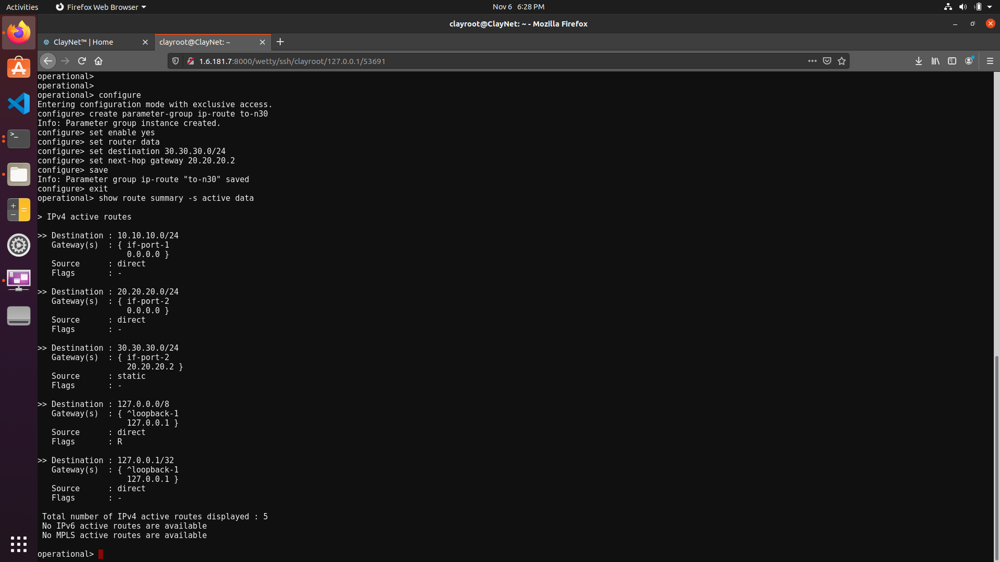 Activities
Firefox Web Browser
Nov 6 6:28 PM
clayroot@ClayNet: ~ - Mozilla Firefox
ClayNet™ | Home
clayroot@ClayNet: ~
1.6.181.7:8000/wetty/ssh/clayroot/127.0.0.1/53691
operational>
operational>
operational> configure
Entering configuration mode with exclusive access.
configure> create parameter-group ip-route to-n30
Info: Parameter group instance created.
configure> set enable yes
configure> set router data
configure> set destination 30.30.30.0/24
configure> set next-hop gateway 20.20.20.2
configure> save
Info: Parameter group ip-route "to-n30" saved
configure> exit
operational> show route summary -s active data
> IPv4 active routes
>> Destination : 10.10.10.0/24
Gateway(s) : { if-port-1
0.0.0.0 }
Source : direct
Flags : -
>> Destination : 20.20.20.0/24
Gateway(s) : { if-port-2
0.0.0.0 }
Source : direct
Flags : -
>> Destination : 30.30.30.0/24
Gateway(s) : { if-port-2
20.20.20.2 }
Source : static
Flags : -
>> Destination : 127.0.0.0/8
Gateway(s) : { ^loopback-1
127.0.0.1 }
Source : direct
Flags : R
>> Destination : 127.0.0.1/32
Gateway(s) : { ^loopback-1
127.0.0.1 }
Source : direct
Flags : -
Total number of IPv4 active routes displayed : 5
No IPv6 active routes are available
No MPLS active routes are available
operational>